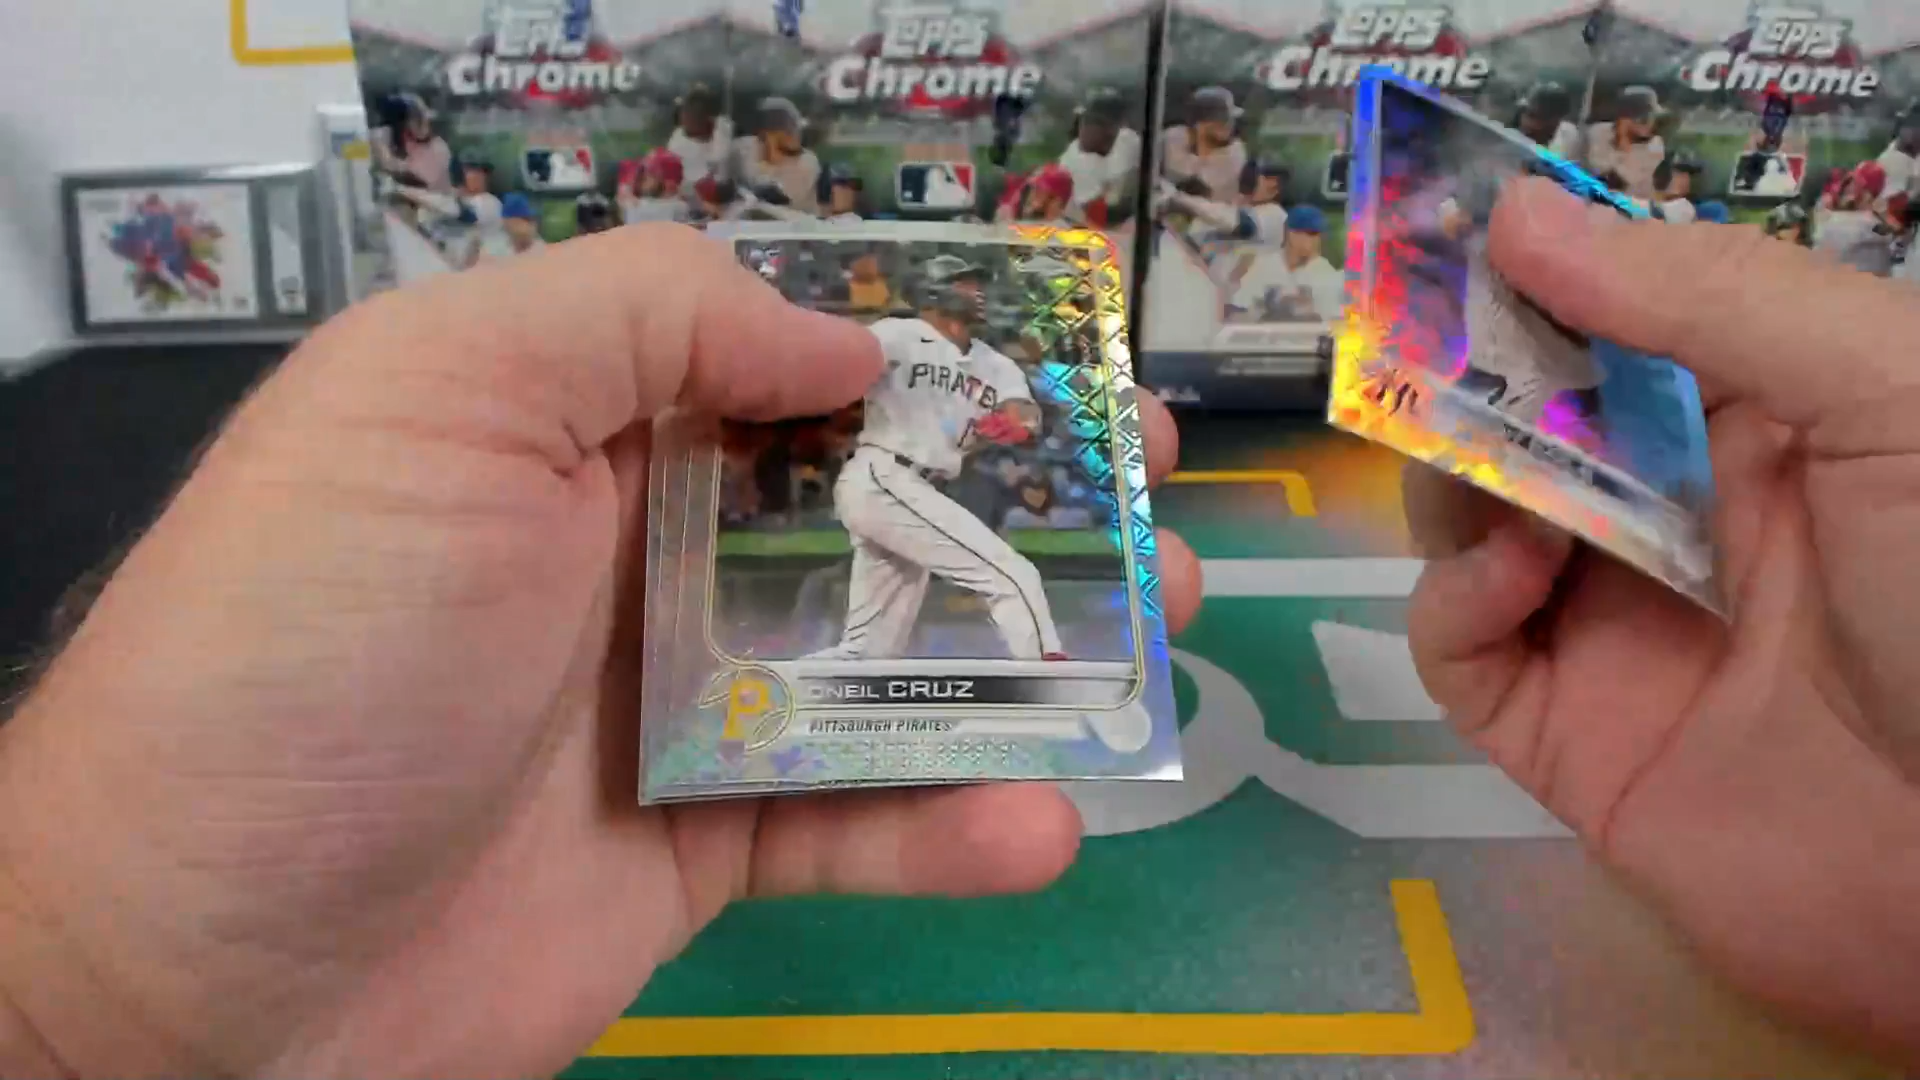 Topps
Chrome
Topps
Chrome
Topps
Chrome
Topps
Chrome
PIRATES
ONEIL CRUZ
PITTSBURGH PIRATES